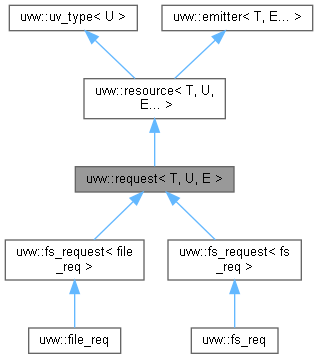 uvw::uv_type< U >
uvw::emitter< T, E... >
uvw::resource< T, U,
E... >
uvw::request< T, U, E >
uvw::fs_request< file
_req >
uvw::fs_request< fs
_req >
uvw::file_req
uvw::fs_req